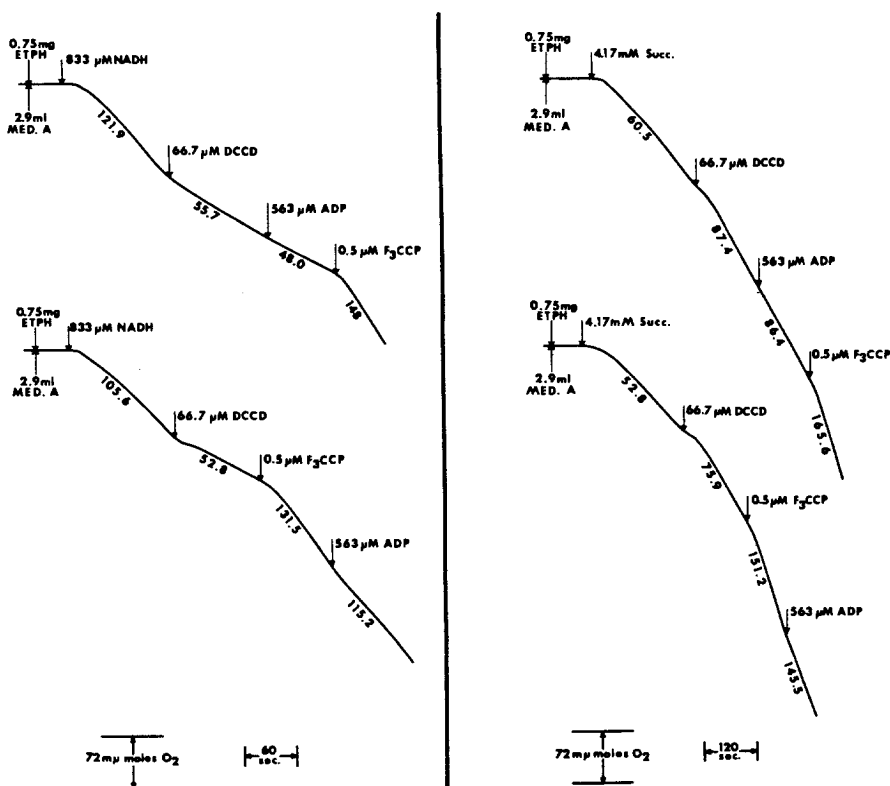 0.75mg
ETPH
833 μM NADH
2.9ml
MED. A
121.9
66.7 μM DCCD
55.7
563 μM ADP
48.0
0.5 μM F₃CCP
148
0.75mg
ETPH
833 μM NADH
2.9ml
MED. A
105.6
66.7 μM DCCD
52.8
0.5 μM F₃CCP
131.5
563 μM ADP
115.2
72mμ moles O₂
60
sec.
0.75mg
ETPH
4.17mM Succ.
2.9ml
MED. A
60.5
66.7 μM DCCD
87.4
563 μM ADP
86.4
0.5 μM F₃CCP
165.6
0.75mg
ETPH
4.17mM Succ.
2.9ml
MED. A
52.8
66.7 μM DCCD
75.9
0.5 μM F₃CCP
151.2
563 μM ADP
145.5
72mμ moles O₂
120
sec.